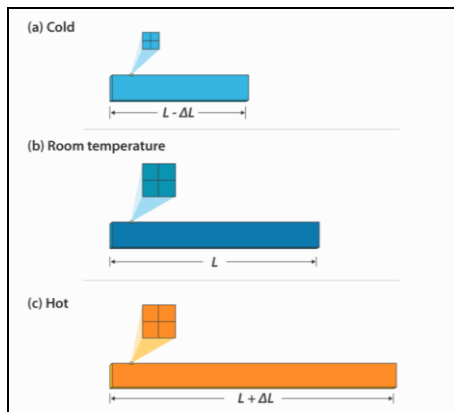 (a) Cold
L - ΔL
(b) Room temperature
L
(c) Hot
L + ΔL